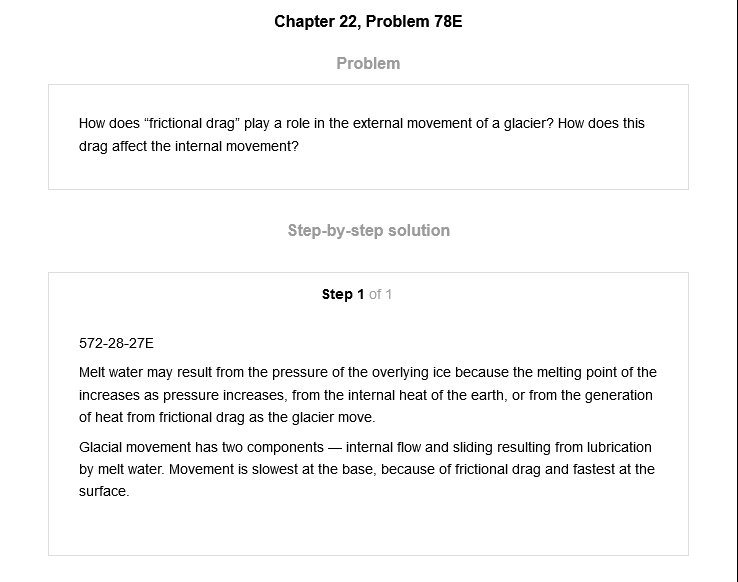 Chapter 22, Problem 78E
Problem
How does “frictional drag” play a role in the external movement of a glacier? How does this
drag affect the internal movement?
Step-by-step solution
Step 1 of 1
572-28-27E
Melt water may result from the pressure of the overlying ice because the melting point of the
increases as pressure increases, from the internal heat of the earth, or from the generation
of heat from frictional drag as the glacier move.
Glacial movement has two components — internal flow and sliding resulting from lubrication
by melt water. Movement is slowest at the base, because of frictional drag and fastest at the
surface.